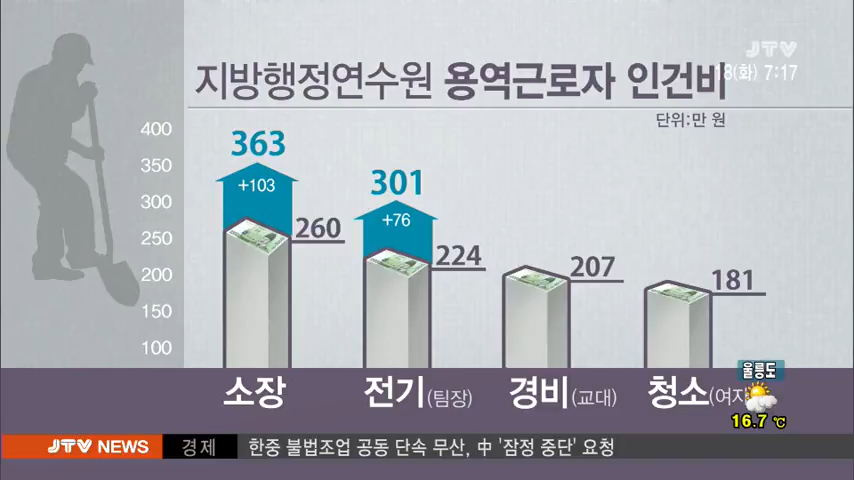 JTV
18(화) 7:17
지방행정연수원 용역근로자 인건비
단위:만 원
400
350
300
250
200
150
100
363
+103
260
301
+76
224
207
181
소장
전기(팀장)
경비(교대)
청소(여자
울릉도
16.7 ℃
JTV NEWS
경제
한중 불법조업 공동 단속 무산, 中 '잠정 중단' 요청